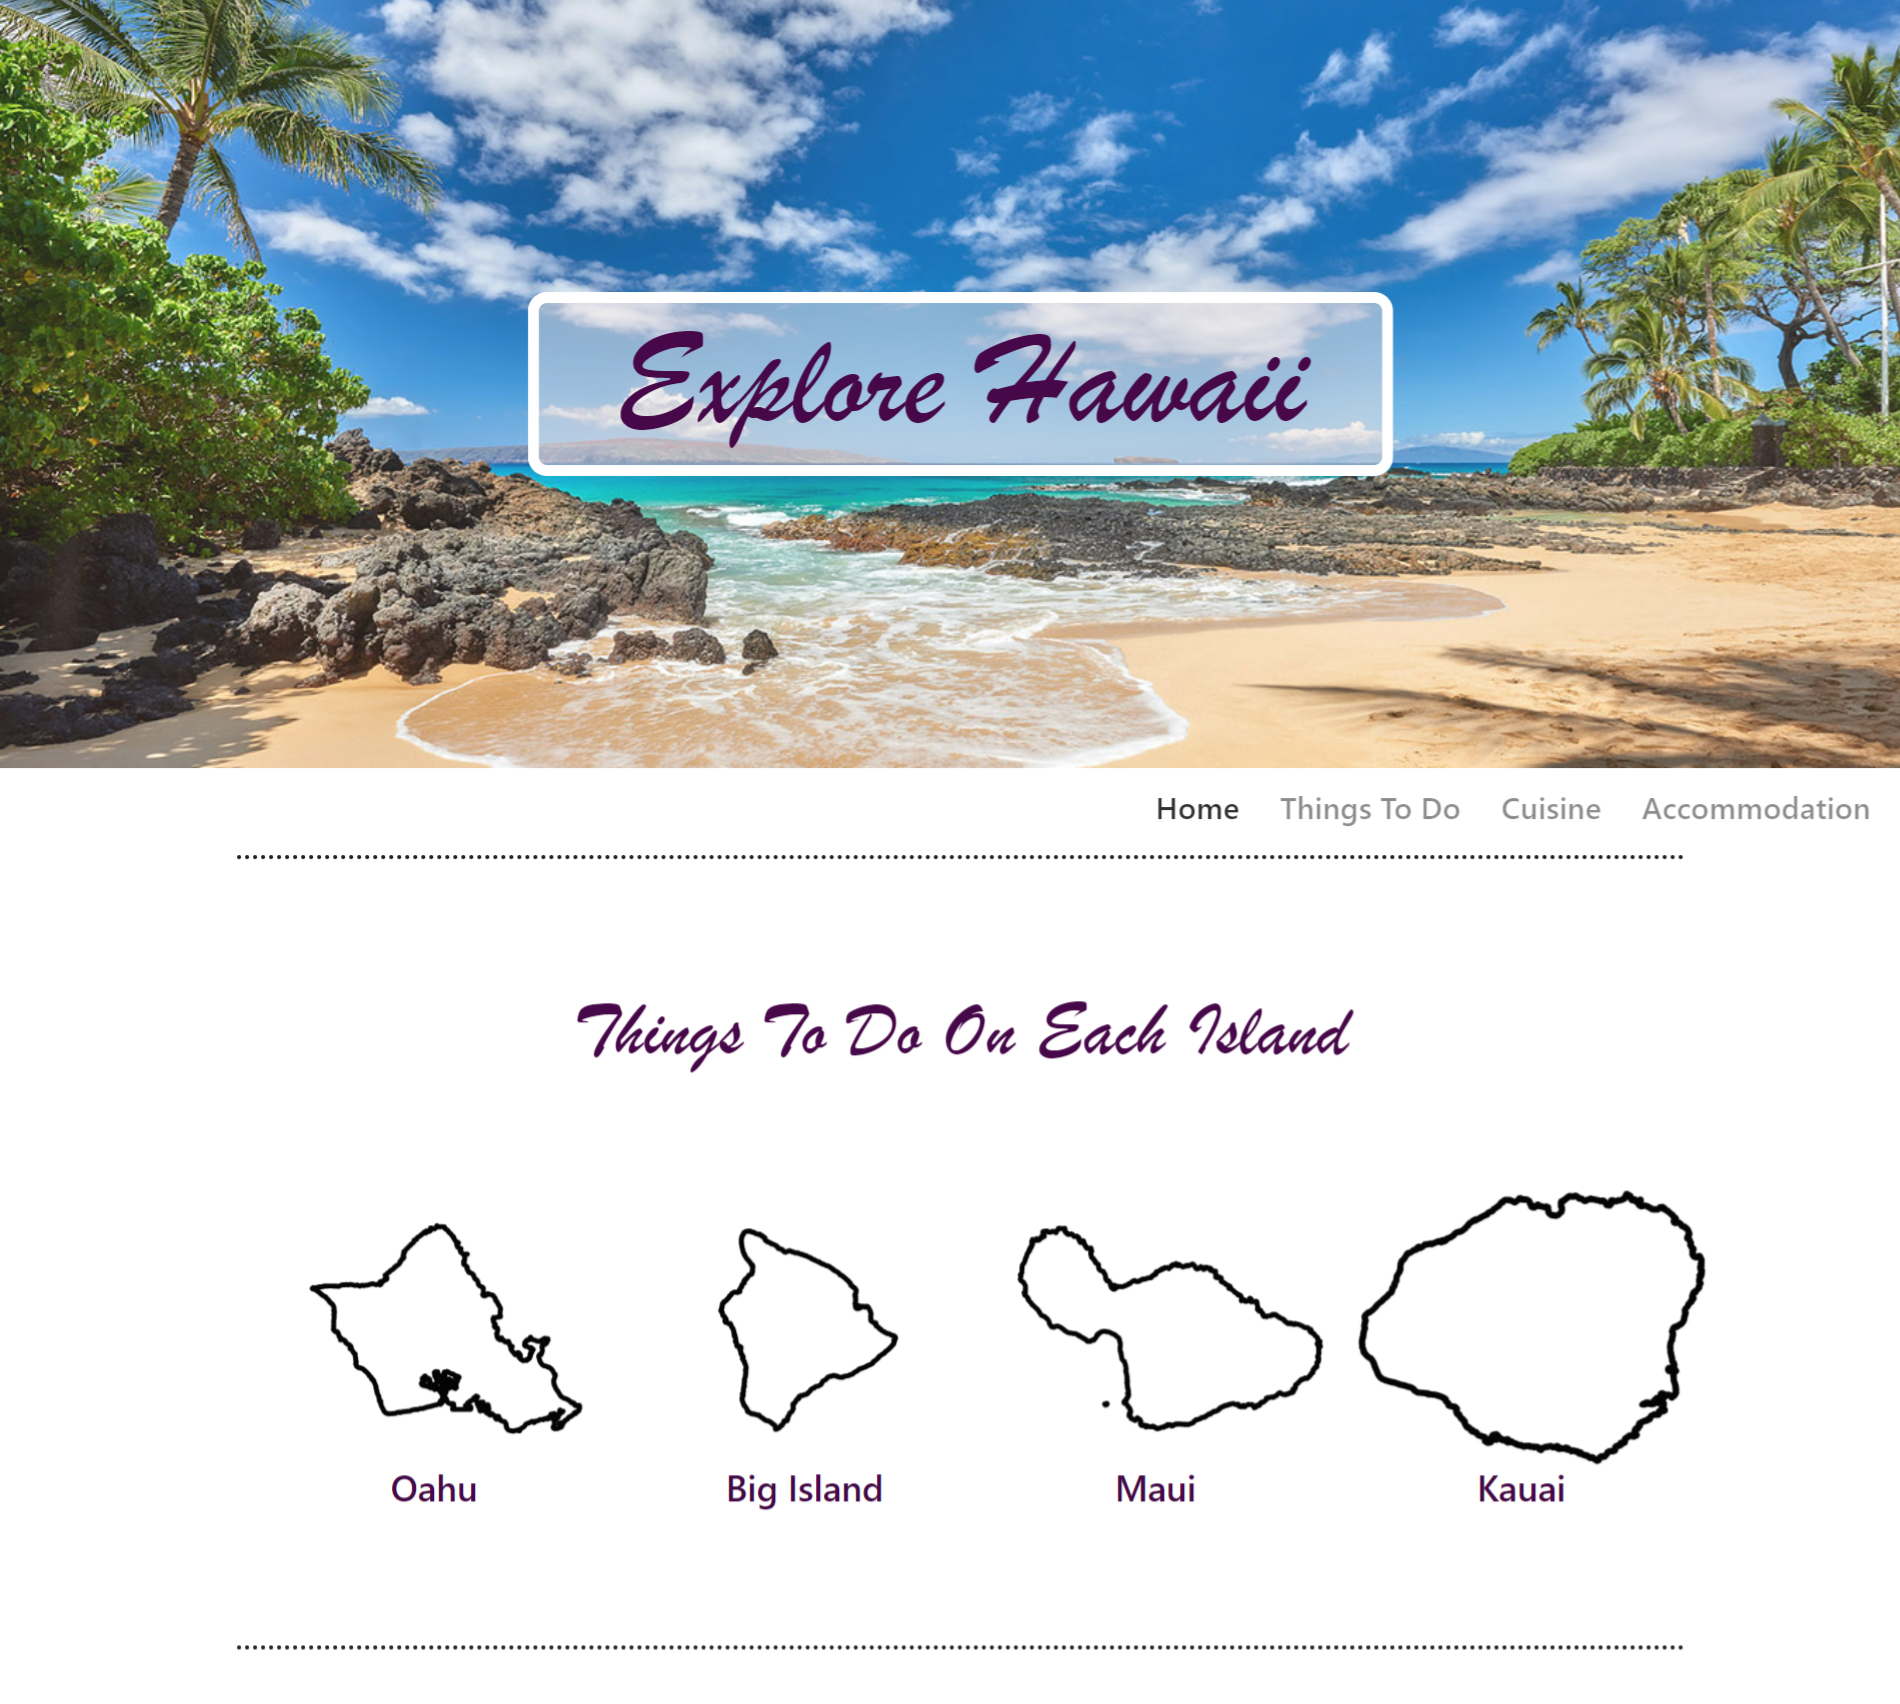 Explore Hawaii
Home Things To Do Cuisine Accommodation
Things To Do On Each Island
Oahu Big Island Maui Kauai